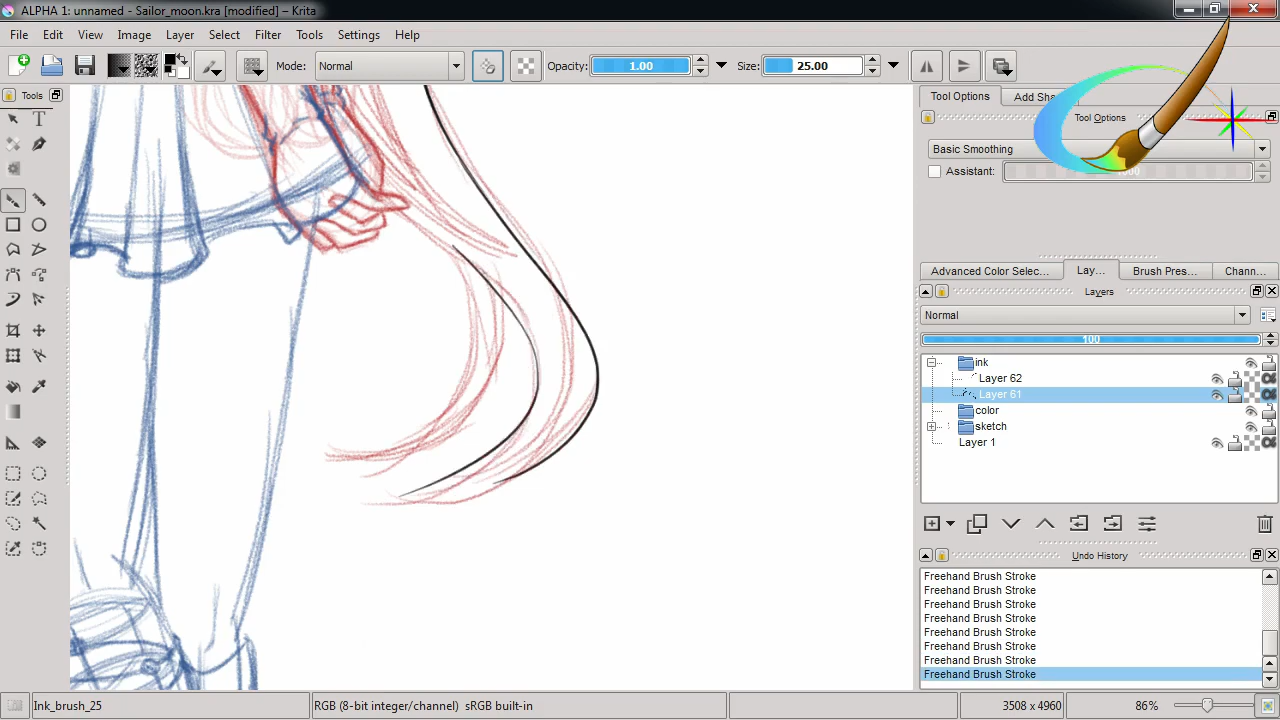 ALPHA 1: unnamed - Sailor_moon.kra [modified] – Krita
File Edit View Image Layer Select Filter Tools Settings Help
Mode: Normal Opacity: 1.00 Size: 25.00
Tools
Tool Options Add Sha
Tool Options
Basic Smoothing
Assistant:
Advanced Color Selec... Lay... Brush Pres... Chann...
Layers
Normal
100
ink
Layer 62
Layer 61
color
sketch
Layer 1
Undo History
Freehand Brush Stroke
Freehand Brush Stroke
Freehand Brush Stroke
Freehand Brush Stroke
Freehand Brush Stroke
Freehand Brush Stroke
Freehand Brush Stroke
Freehand Brush Stroke
Ink_brush_25 RGB (8-bit integer/channel) sRGB built-in 3508 x 4960 86%